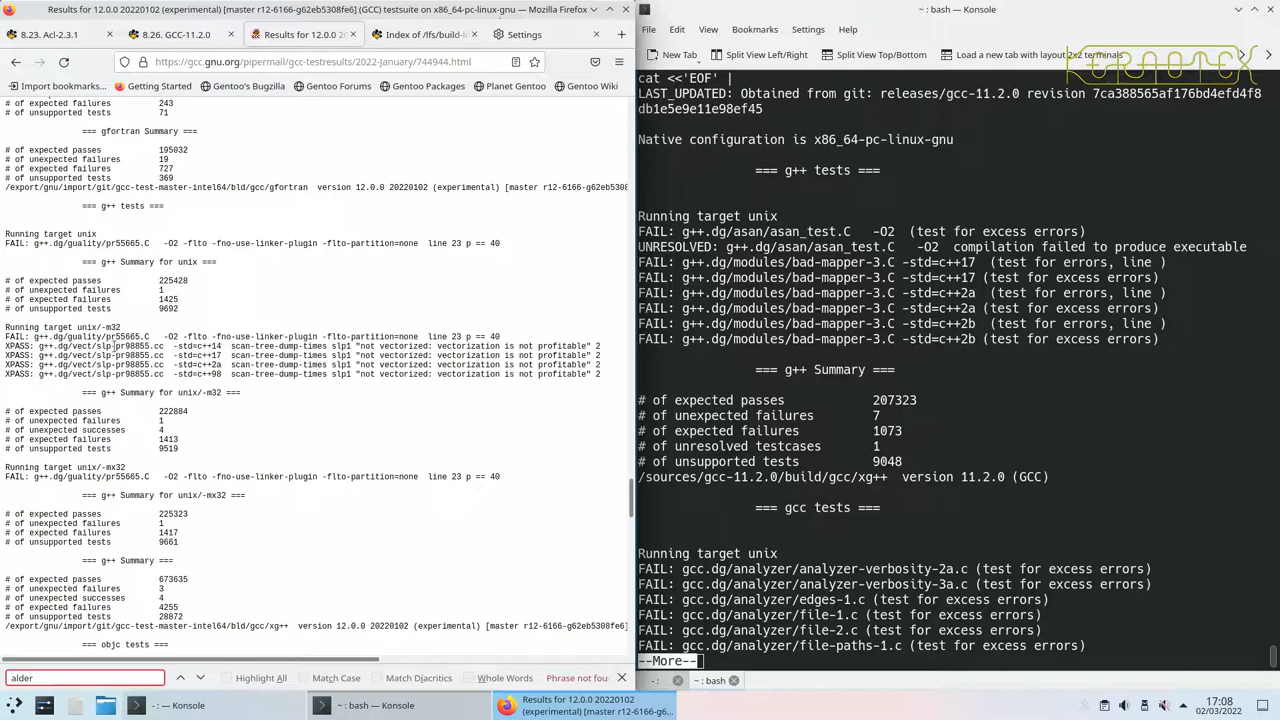 Results for 12.0.0 20220102 (experimental) [master r12-6166-g62eb5308fe6] (GCC) testsuite on x86_64-pc-linux-gnu — Mozilla Firefox
8.23. Acl-2.3.1
8.26. GCC-11.2.0
Results for 12.0.0 20
Index of /lfs/build-lo
Settings
https://gcc.gnu.org/pipermail/gcc-testresults/2022-January/744944.html
Import bookmarks...
Getting Started
Gentoo's Bugzilla
Gentoo Forums
Gentoo Packages
Planet Gentoo
Gentoo Wiki
# of expected failures 243
# of unsupported tests 71
=== gfortran Summary ===
# of expected passes 195032
# of unexpected failures 19
# of expected failures 727
# of unsupported tests 369
/export/gnu/import/git/gcc-test-master-intel64/bld/gcc/gfortran version 12.0.0 20220102 (experimental) [master r12-6166-g62eb5308
=== g++ tests ===
Running target unix
FAIL: g++.dg/guality/pr55665.C -O2 -flto -fno-use-linker-plugin -flto-partition=none line 23 p == 40
=== g++ Summary for unix ===
# of expected passes 225428
# of unexpected failures 1
# of expected failures 1425
# of unsupported tests 9692
Running target unix/-m32
FAIL: g++.dg/guality/pr55665.C -O2 -flto -fno-use-linker-plugin -flto-partition=none line 23 p == 40
XPASS: g++.dg/vect/slp-pr98855.cc -std=c++14 scan-tree-dump-times slp1 "not vectorized: vectorization is not profitable" 2
XPASS: g++.dg/vect/slp-pr98855.cc -std=c++17 scan-tree-dump-times slp1 "not vectorized: vectorization is not profitable" 2
XPASS: g++.dg/vect/slp-pr98855.cc -std=c++2a scan-tree-dump-times slp1 "not vectorized: vectorization is not profitable" 2
XPASS: g++.dg/vect/slp-pr98855.cc -std=c++98 scan-tree-dump-times slp1 "not vectorized: vectorization is not profitable" 2
=== g++ Summary for unix/-m32 ===
# of expected passes 222884
# of unexpected failures 1
# of unexpected successes 4
# of expected failures 1413
# of unsupported tests 9519
Running target unix/-mx32
FAIL: g++.dg/guality/pr55665.C -O2 -flto -fno-use-linker-plugin -flto-partition=none line 23 p == 40
=== g++ Summary for unix/-mx32 ===
# of expected passes 225323
# of unexpected failures 1
# of expected failures 1417
# of unsupported tests 9661
=== g++ Summary ===
# of expected passes 673635
# of unexpected failures 3
# of unexpected successes 4
# of expected failures 4255
# of unsupported tests 28872
/export/gnu/import/git/gcc-test-master-intel64/bld/gcc/xg++ version 12.0.0 20220102 (experimental) [master r12-6166-g62eb5308fe6]
=== objc tests ===
alder
Highlight All
Match Case
Match Diacritics
Whole Words
Phrase not fou
~ : bash — Konsole
File Edit View Bookmarks Settings Help
New Tab
Split View Left/Right
Split View Top/Bottom
Load a new tab with layout 2x2 terminals
KERNOTEX
cat <<'EOF' |
LAST_UPDATED: Obtained from git: releases/gcc-11.2.0 revision 7ca388565af176bd4efd4f8
db1e5e9e11e98ef45
Native configuration is x86_64-pc-linux-gnu
=== g++ tests ===
Running target unix
FAIL: g++.dg/asan/asan_test.C -O2 (test for excess errors)
UNRESOLVED: g++.dg/asan/asan_test.C -O2 compilation failed to produce executable
FAIL: g++.dg/modules/bad-mapper-3.C -std=c++17 (test for errors, line )
FAIL: g++.dg/modules/bad-mapper-3.C -std=c++17 (test for excess errors)
FAIL: g++.dg/modules/bad-mapper-3.C -std=c++2a (test for errors, line )
FAIL: g++.dg/modules/bad-mapper-3.C -std=c++2a (test for excess errors)
FAIL: g++.dg/modules/bad-mapper-3.C -std=c++2b (test for errors, line )
FAIL: g++.dg/modules/bad-mapper-3.C -std=c++2b (test for excess errors)
=== g++ Summary ===
# of expected passes 207323
# of unexpected failures 7
# of expected failures 1073
# of unresolved testcases 1
# of unsupported tests 9048
/sources/gcc-11.2.0/build/gcc/xg++ version 11.2.0 (GCC)
=== gcc tests ===
Running target unix
FAIL: gcc.dg/analyzer/analyzer-verbosity-2a.c (test for excess errors)
FAIL: gcc.dg/analyzer/analyzer-verbosity-3a.c (test for excess errors)
FAIL: gcc.dg/analyzer/edges-1.c (test for excess errors)
FAIL: gcc.dg/analyzer/file-1.c (test for excess errors)
FAIL: gcc.dg/analyzer/file-2.c (test for excess errors)
FAIL: gcc.dg/analyzer/file-paths-1.c (test for excess errors)
--More--
- :
~ : bash
- : — Konsole
~ : bash — Konsole
Results for 12.0.0 20220102
(experimental) [master r12-6166-g6...
17:08
02/03/2022